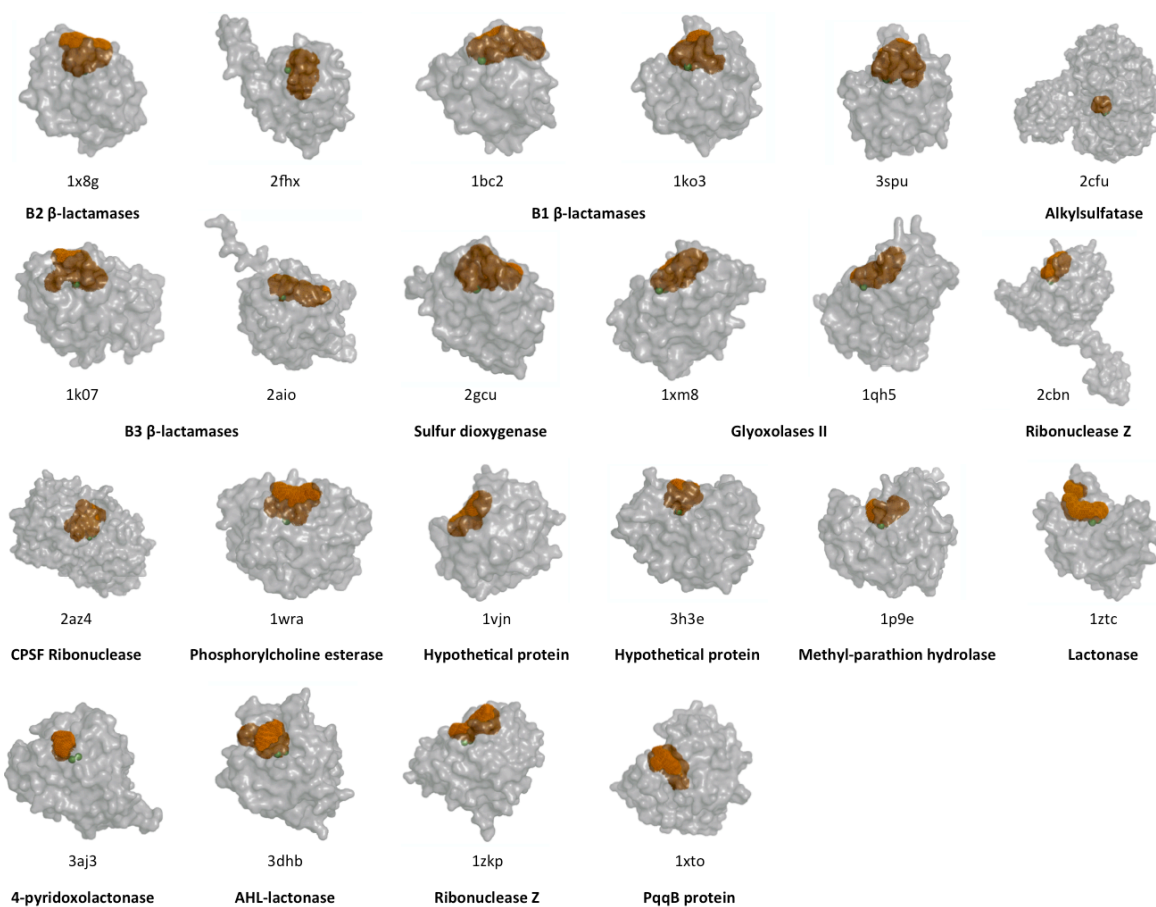 1x8g 2fhx 1bc2 1ko3 3spu 2cfu
B2 β-lactamases B1 β-lactamases Alkylsulfatase
1k07 2aio 2gcu 1xm8 1qh5 2cbn
B3 β-lactamases Sulfur dioxygenase Glyoxolases II Ribonuclease Z
2az4 1wra 1vjn 3h3e 1p9e 1ztc
CPSF Ribonuclease Phosphorylcholine esterase Hypothetical protein Hypothetical protein Methyl-parathion hydrolase Lactonase
3aj3 3dhb 1zkp 1xto
4-pyridoxolactonase AHL-lactonase Ribonuclease Z PqqB protein